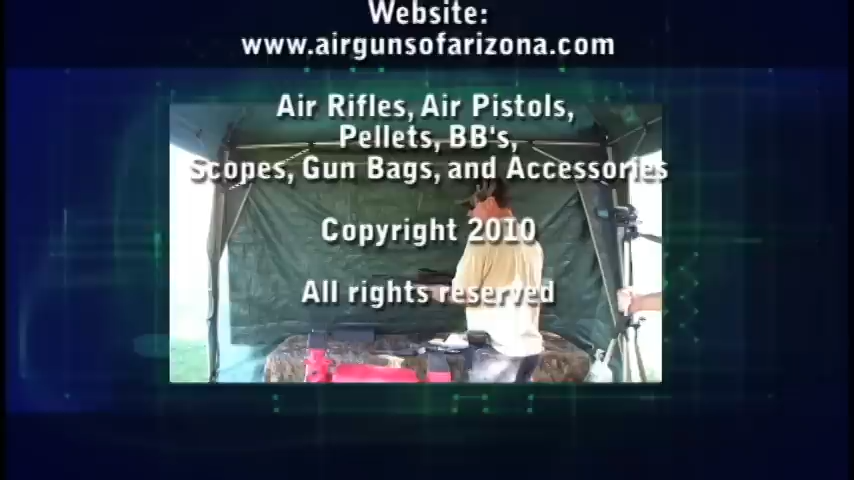 Website:
www.airgunsofarizona.com
Air Rifles, Air Pistols,
Pellets, BB's,
Scopes, Gun Bags, and Accessories
Copyright 2010
All rights reserved